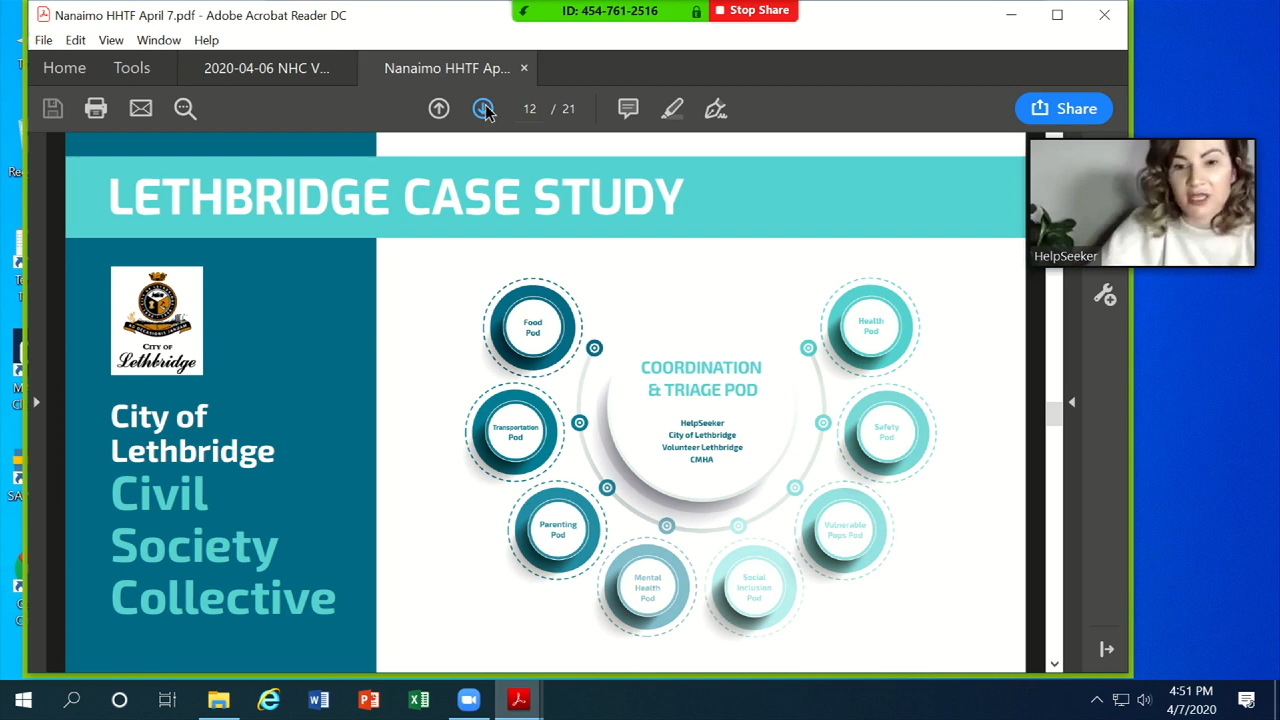 Nanaimo HHTF April 7.pdf - Adobe Acrobat Reader DC
ID: 454-761-2516
Stop Share
File Edit View Window Help
Home Tools 2020-04-06 NHC V... Nanaimo HHTF Ap... ×
12 / 21
Share
LETHBRIDGE CASE STUDY
HelpSeeker
CITY OF
Lethbridge
City of
Lethbridge
Civil
Society
Collective
Food
Pod
Transportation
Pod
Parenting
Pod
Mental
Health
Pod
Social
Inclusion
Pod
Vulnerable
Pops Pod
Safety
Pod
Health
Pod
COORDINATION
& TRIAGE POD
HelpSeeker
City of Lethbridge
Volunteer Lethbridge
CMHA
4:51 PM
4/7/2020